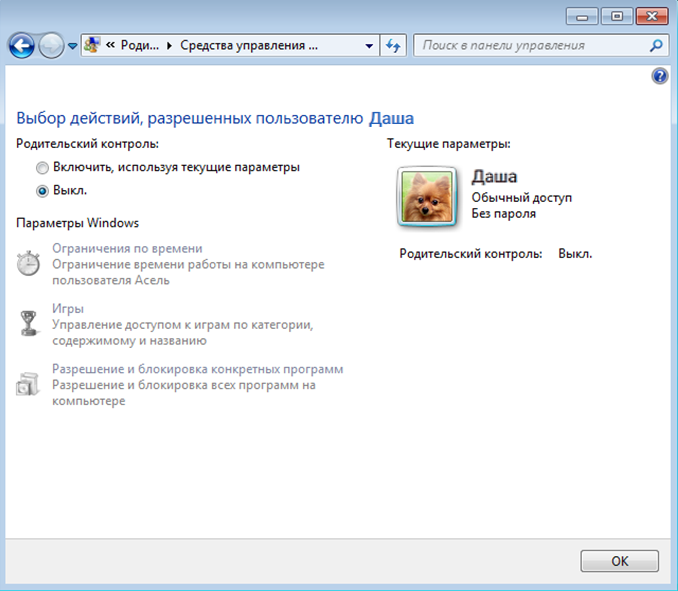 « Роди... ▸ Средства управления ...
Поиск в панели управления
?
Выбор действий, разрешенных пользователю Даша
Родительский контроль:
Включить, используя текущие параметры
Выкл.
Параметры Windows
Ограничения по времени
Ограничение времени работы на компьютере
пользователя Асель
Игры
Управление доступом к играм по категории,
содержимому и названию
Разрешение и блокировка конкретных программ
Разрешение и блокировка всех программ на
компьютере
Текущие параметры:
Даша
Обычный доступ
Без пароля
Родительский контроль: Выкл.
OK